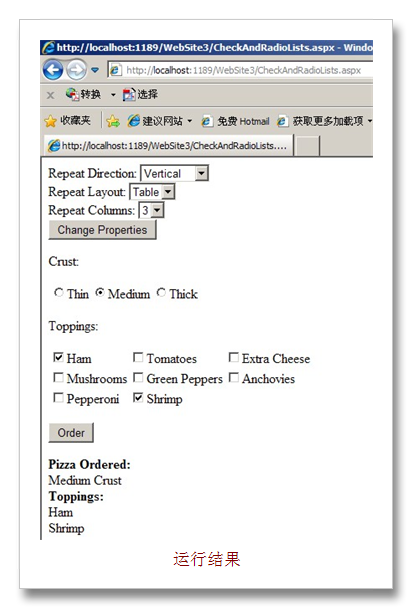 http://localhost:1189/WebSite3/CheckAndRadioLists.aspx - Windo
http://localhost:1189/WebSite3/CheckAndRadioLists.aspx
x 转换 选择
收藏夹 建议网站 免费 Hotmail 获取更多加载项
http://localhost:1189/WebSite3/CheckAndRadioLists....
Repeat Direction: Vertical
Repeat Layout: Table
Repeat Columns: 3
Change Properties
Crust:
Thin Medium Thick
Toppings:
Ham Tomatoes Extra Cheese
Mushrooms Green Peppers Anchovies
Pepperoni Shrimp
Order
Pizza Ordered:
Medium Crust
Toppings:
Ham
Shrimp
运行结果